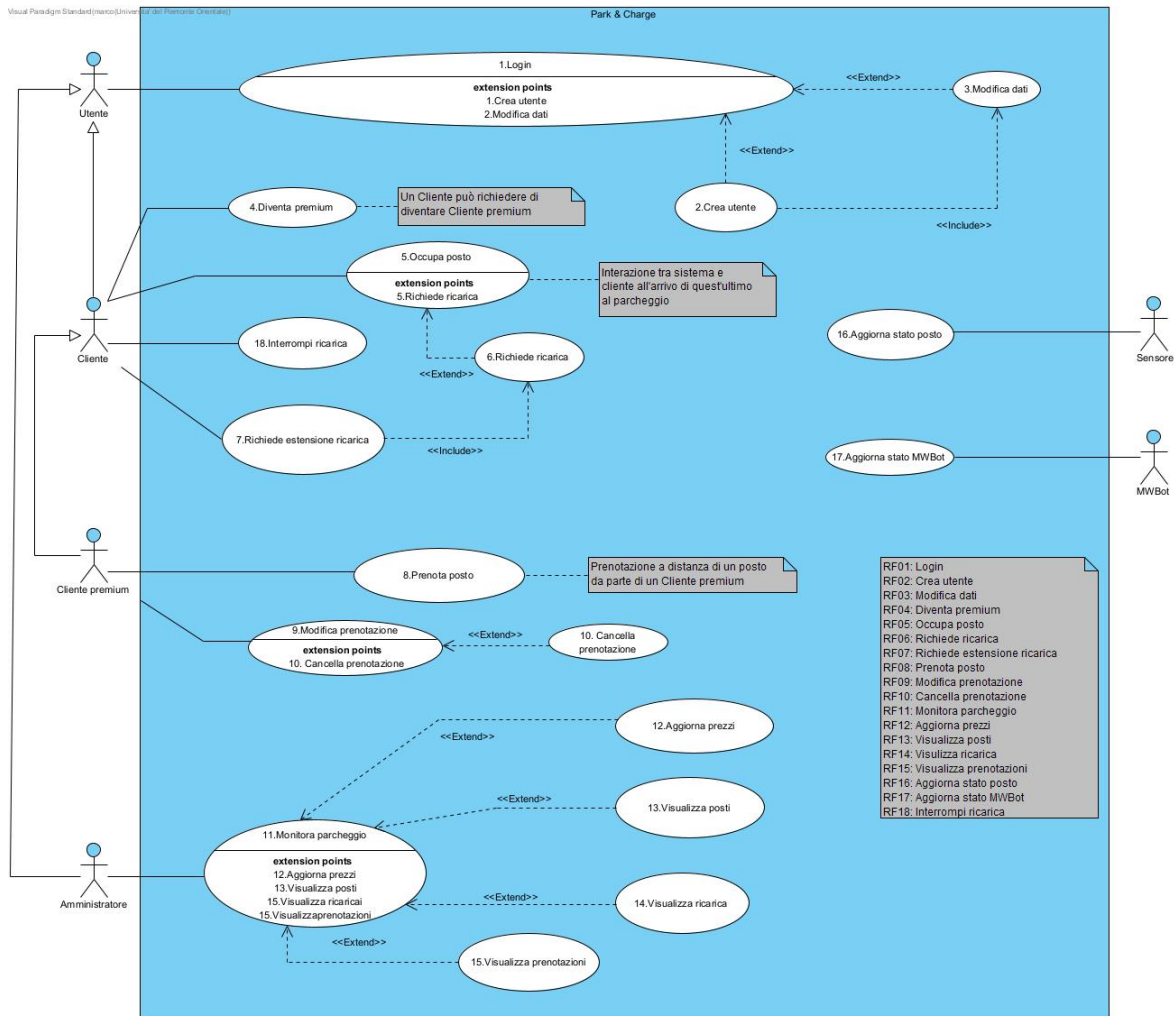 Visual Paradigm Standard(marco(Universita' del Piemonte Orientale))
Park & Charge
1.Login
extension points
1.Crea utente
2.Modifica dati
<<Extend>>
3.Modifica dati
Utente
<<Extend>>
4.Diventa premium
Un Cliente può richiedere di
diventare Cliente premium
2.Crea utente
<<Include>>
5.Occupa posto
extension points
5.Richiede ricarica
Interazione tra sistema e
cliente all'arrivo di quest'ultimo
al parcheggio
16.Aggiorna stato posto
Sensore
Cliente
18.Interrompi ricarica
6.Richiede ricarica
<<Extend>>
7.Richiede estensione ricarica
<<Include>>
17.Aggiorna stato MWBot
MWBot
Cliente premium
8.Prenota posto
Prenotazione a distanza di un posto
da parte di un Cliente premium
9.Modifica prenotazione
extension points
10. Cancella prenotazione
<<Extend>>
10. Cancella
prenotazione
RF01: Login
RF02: Crea utente
RF03: Modifica dati
RF04: Diventa premium
RF05: Occupa posto
RF06: Richiede ricarica
RF07: Richiede estensione ricarica
RF08: Prenota posto
RF09: Modifica prenotazione
RF10: Cancella prenotazione
RF11: Monitora parcheggio
RF12: Aggiorna prezzi
RF13: Visualizza posti
RF14: Visulizza ricarica
RF15: Visualizza prenotazioni
RF16: Aggiorna stato posto
RF17: Aggiorna stato MWBot
RF18: Interrompi ricarica
12.Aggiorna prezzi
<<Extend>>
13.Visualizza posti
<<Extend>>
11.Monitora parcheggio
extension points
12.Aggiorna prezzi
13.Visualizza posti
15.Visualizza ricaricai
15.Visualizzaprenotazioni
Amministratore
<<Extend>>
14.Visualizza ricarica
<<Extend>>
15.Visualizza prenotazioni